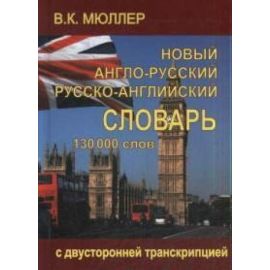 В.К. МЮЛЛЕР
НОВЫЙ
АНГЛО-РУССКИЙ
РУССКО-АНГЛИЙСКИЙ
СЛОВАРЬ
130 000 слов
с двусторонней транскрипцией